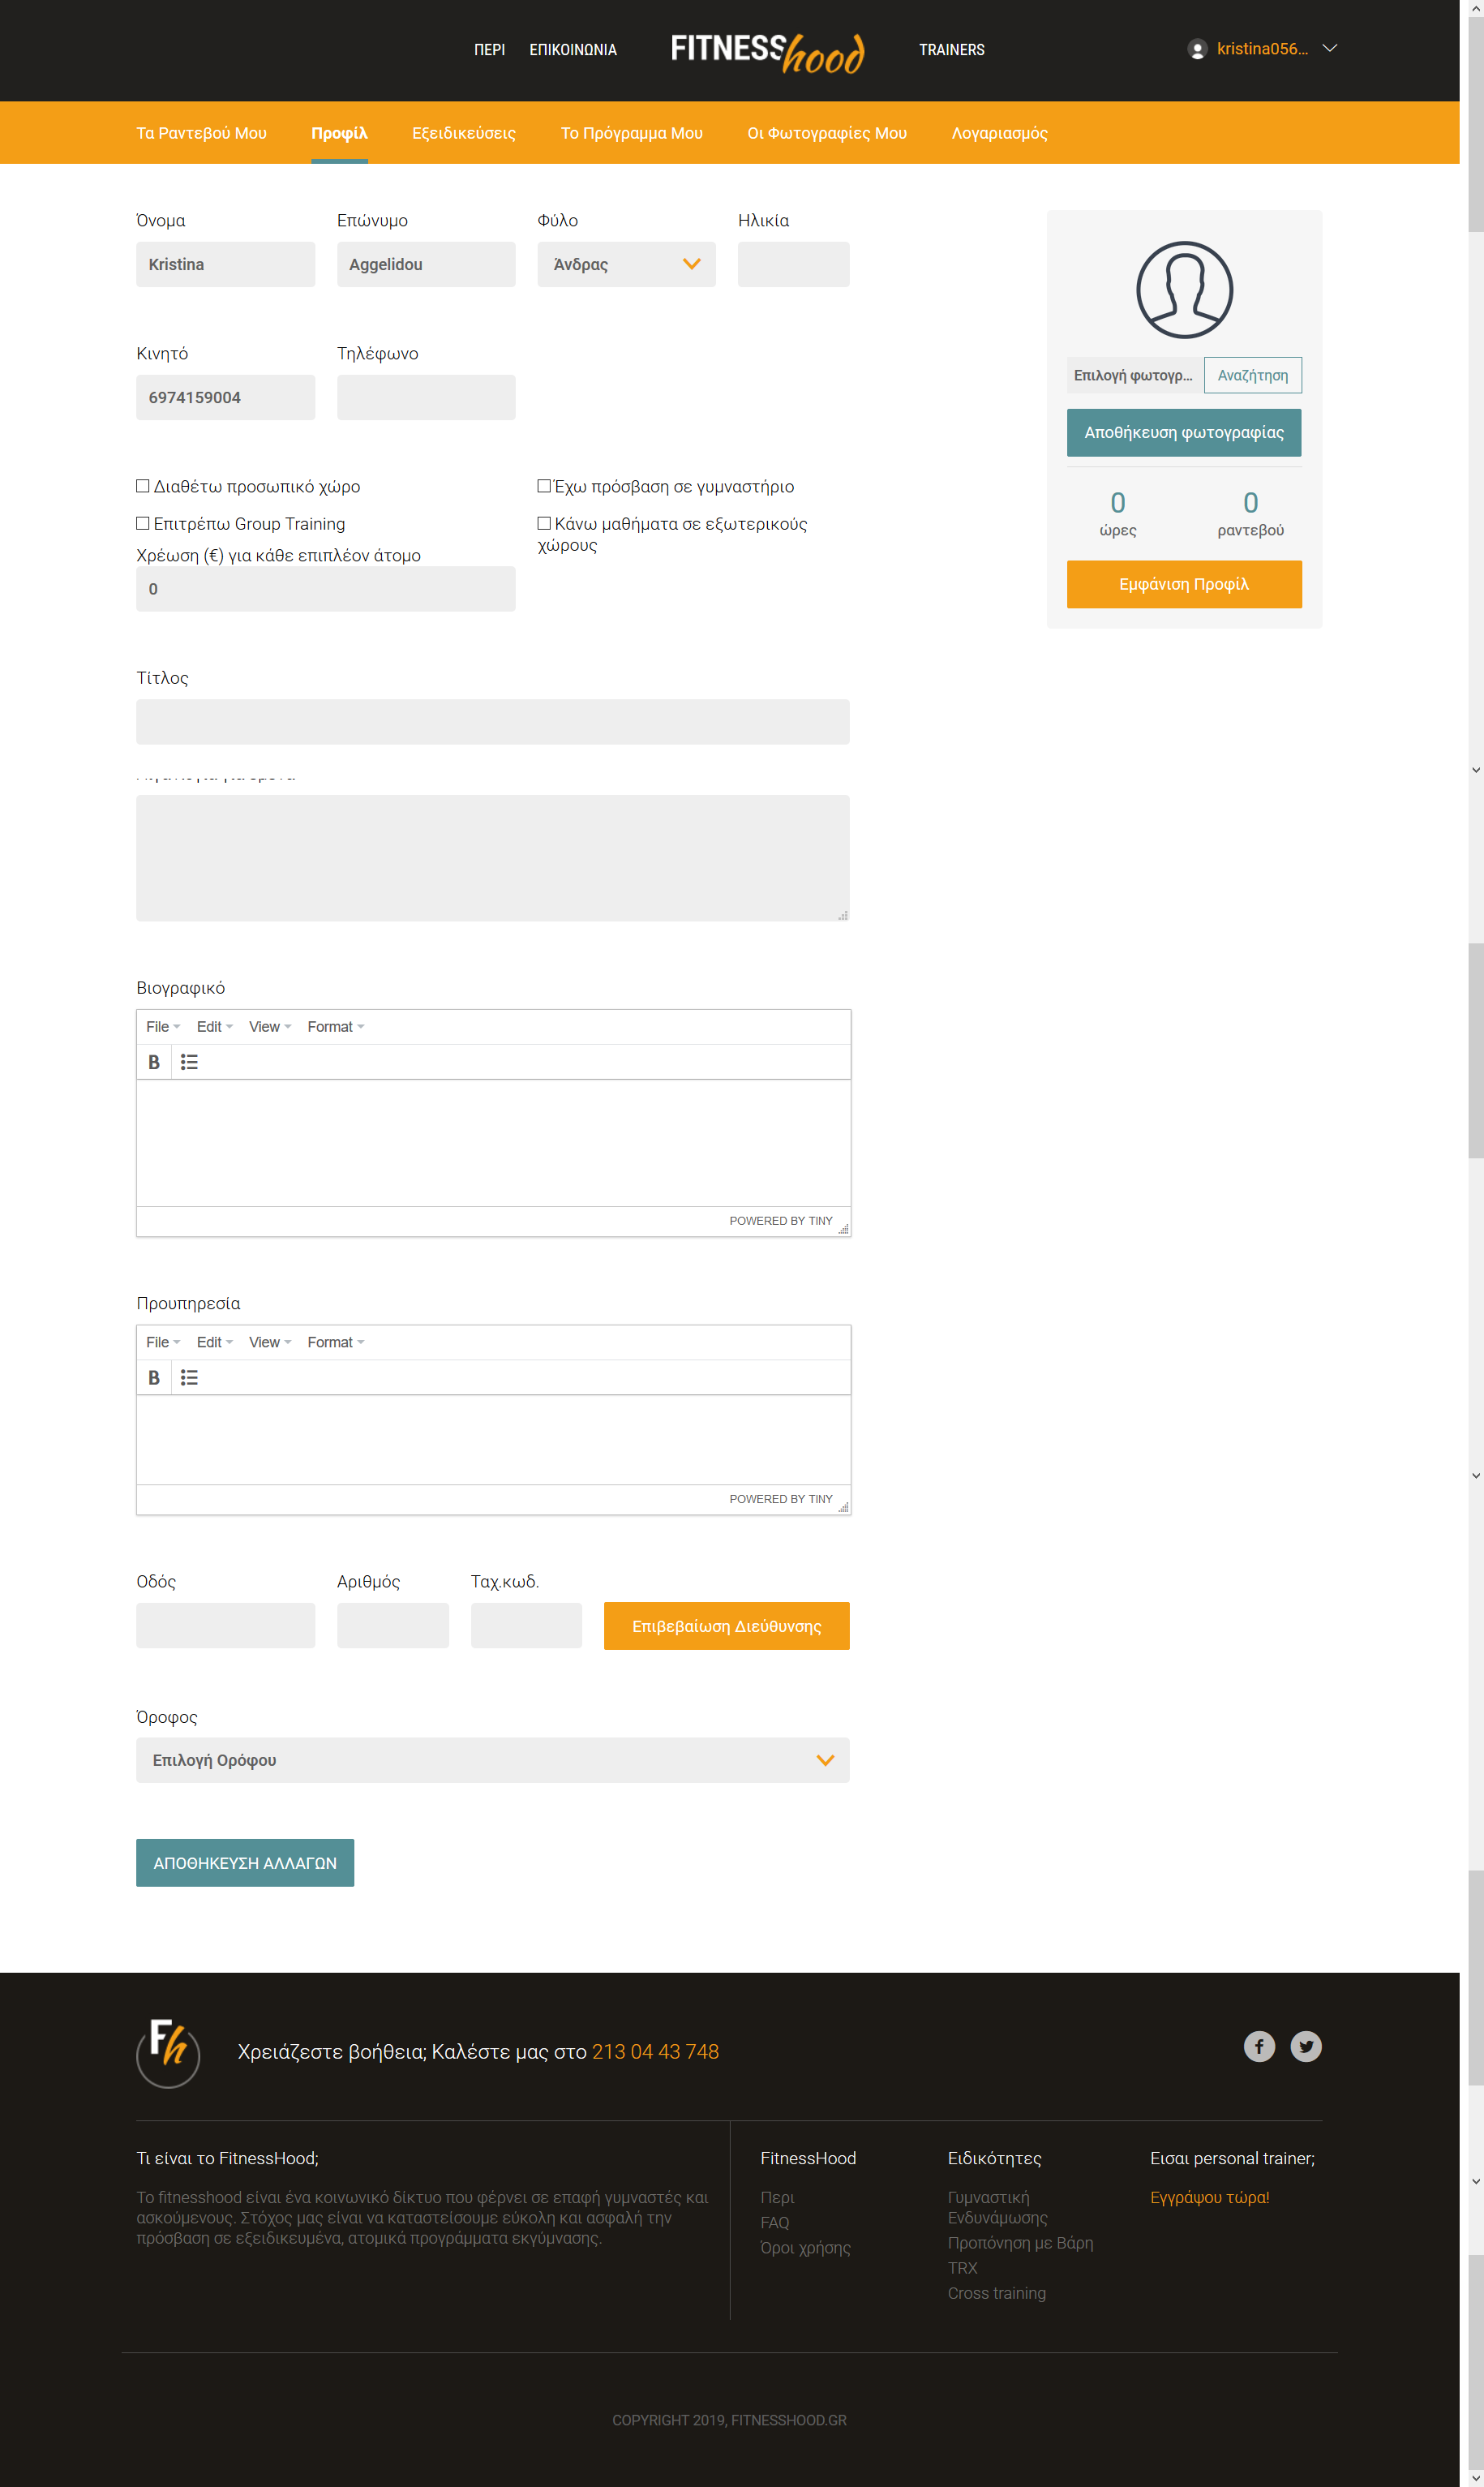 ΠΕΡΙ ΕΠΙΚΟΙΝΩΝΙΑ FITNESShood TRAINERS kristina056...
Τα Ραντεβού Μου Προφίλ Εξειδικεύσεις Το Πρόγραμμα Μου Οι Φωτογραφίες Μου Λογαριασμός
Όνομα Επώνυμο Φύλο Ηλικία
Kristina Aggelidou Άνδρας
Κινητό Τηλέφωνο
6974159004
Επιλογή φωτογρ... Αναζήτηση
Αποθήκευση φωτογραφίας
0 0
ώρες ραντεβού
Εμφάνιση Προφίλ
Διαθέτω προσωπικό χώρο Έχω πρόσβαση σε γυμναστήριο
Επιτρέπω Group Training Κάνω μαθήματα σε εξωτερικούς
χώρους
Χρέωση (€) για κάθε επιπλέον άτομο
0
Τίτλος
Βιογραφικό
File Edit View Format
B
POWERED BY TINY
Προυπηρεσία
File Edit View Format
B
POWERED BY TINY
Οδός Αριθμός Ταχ.κωδ.
Επιβεβαίωση Διεύθυνσης
Όροφος
Επιλογή Ορόφου
ΑΠΟΘΗΚΕΥΣΗ ΑΛΛΑΓΩΝ
Fh
Χρειάζεστε βοήθεια; Καλέστε μας στο 213 04 43 748
Τι είναι το FitnessHood;
Το fitnesshood είναι ένα κοινωνικό δίκτυο που φέρνει σε επαφή γυμναστές και
ασκούμενους. Στόχος μας είναι να καταστείσουμε εύκολη και ασφαλή την
πρόσβαση σε εξειδικευμένα, ατομικά προγράμματα εκγύμνασης.
FitnessHood
Περι
FAQ
Όροι χρήσης
Ειδικότητες
Γυμναστική
Ενδυνάμωσης
Προπόνηση με Βάρη
TRX
Cross training
Εισαι personal trainer;
Εγγράψου τώρα!
COPYRIGHT 2019, FITNESSHOOD.GR